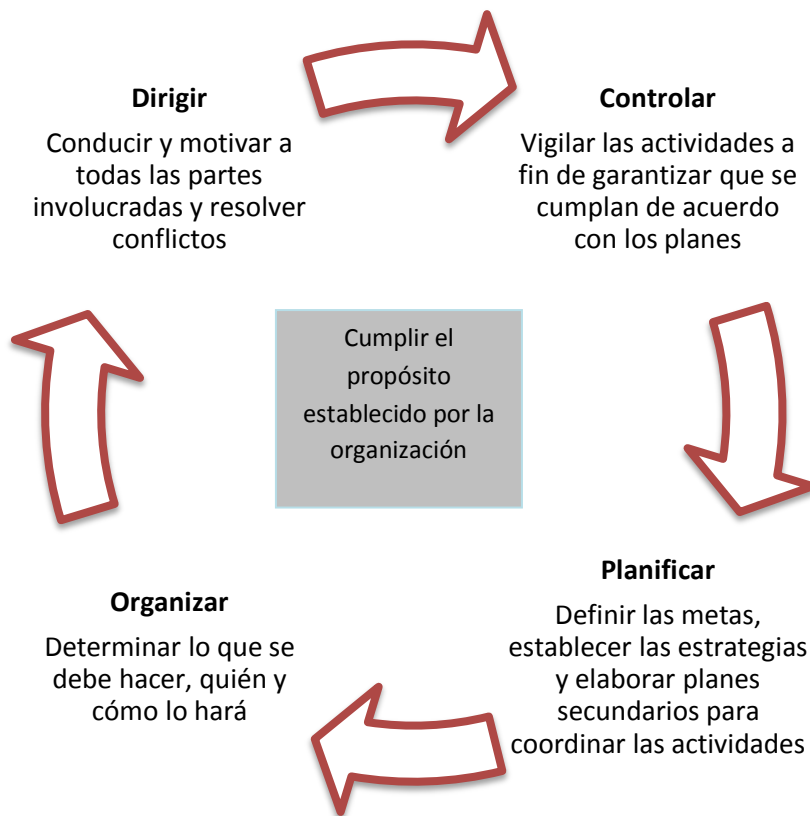 Dirigir
Conducir y motivar a
todas las partes
involucradas y resolver
conflictos
Controlar
Vigilar las actividades a
fin de garantizar que se
cumplan de acuerdo
con los planes
Cumplir el
propósito
establecido por la
organización
Organizar
Determinar lo que se
debe hacer, quién y
cómo lo hará
Planificar
Definir las metas,
establecer las estrategias
y elaborar planes
secundarios para
coordinar las actividades